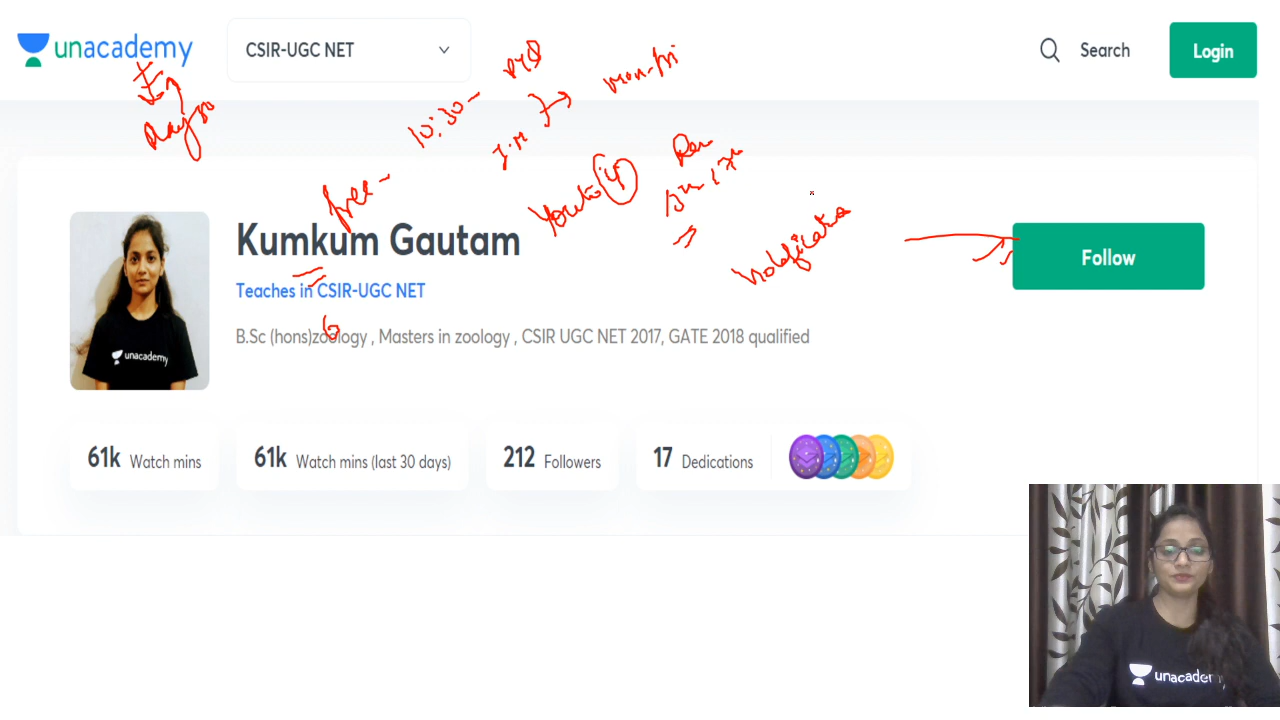 unacademy
CSIR-UGC NET
Search
Login
free -
10:30 -
mon-fri
notification
Kumkum Gautam
Follow
Teaches in CSIR-UGC NET
6
B.Sc (hons)zoology , Masters in zoology , CSIR UGC NET 2017, GATE 2018 qualified
unacademy
61k Watch mins
61k Watch mins (last 30 days)
212 Followers
17 Dedications
unacademy